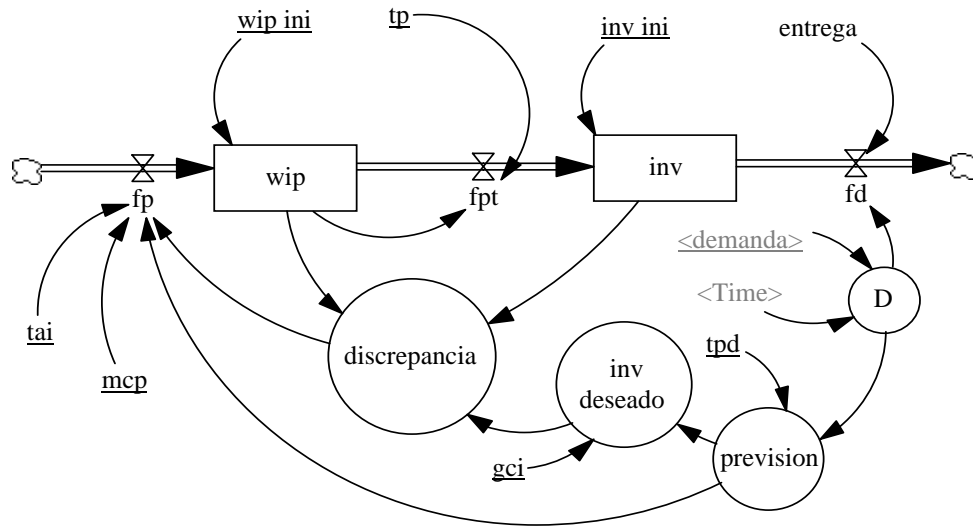 wip ini
tp
inv ini
entrega
wip
inv
fp
fpt
fd
<demanda>
<Time>
D
tai
mcp
discrepancia
inv
deseado
tpd
gci
prevision